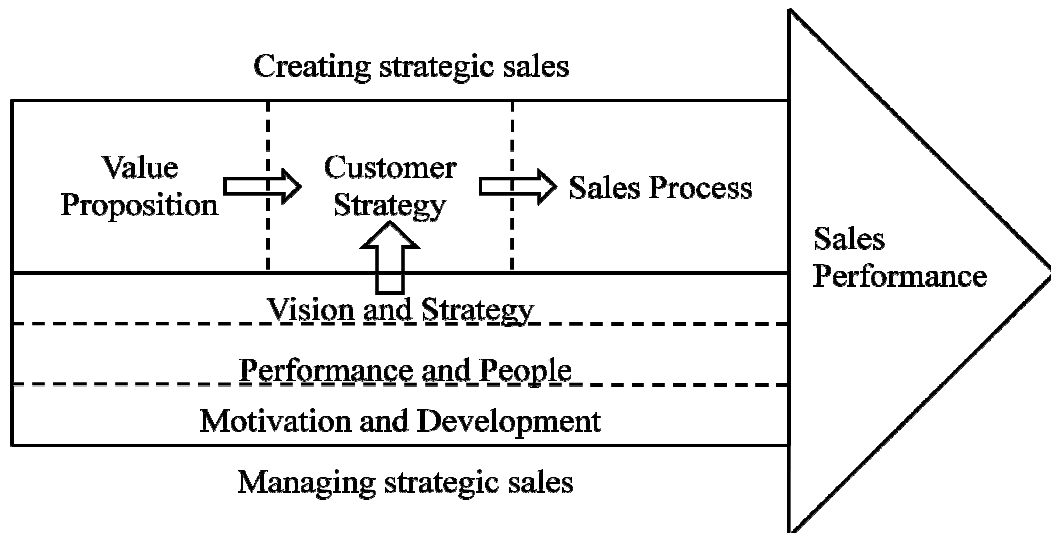 Creating strategic sales
Value
Proposition
Customer
Strategy
Sales Process
Sales
Performance
Vision and Strategy
Performance and People
Motivation and Development
Managing strategic sales